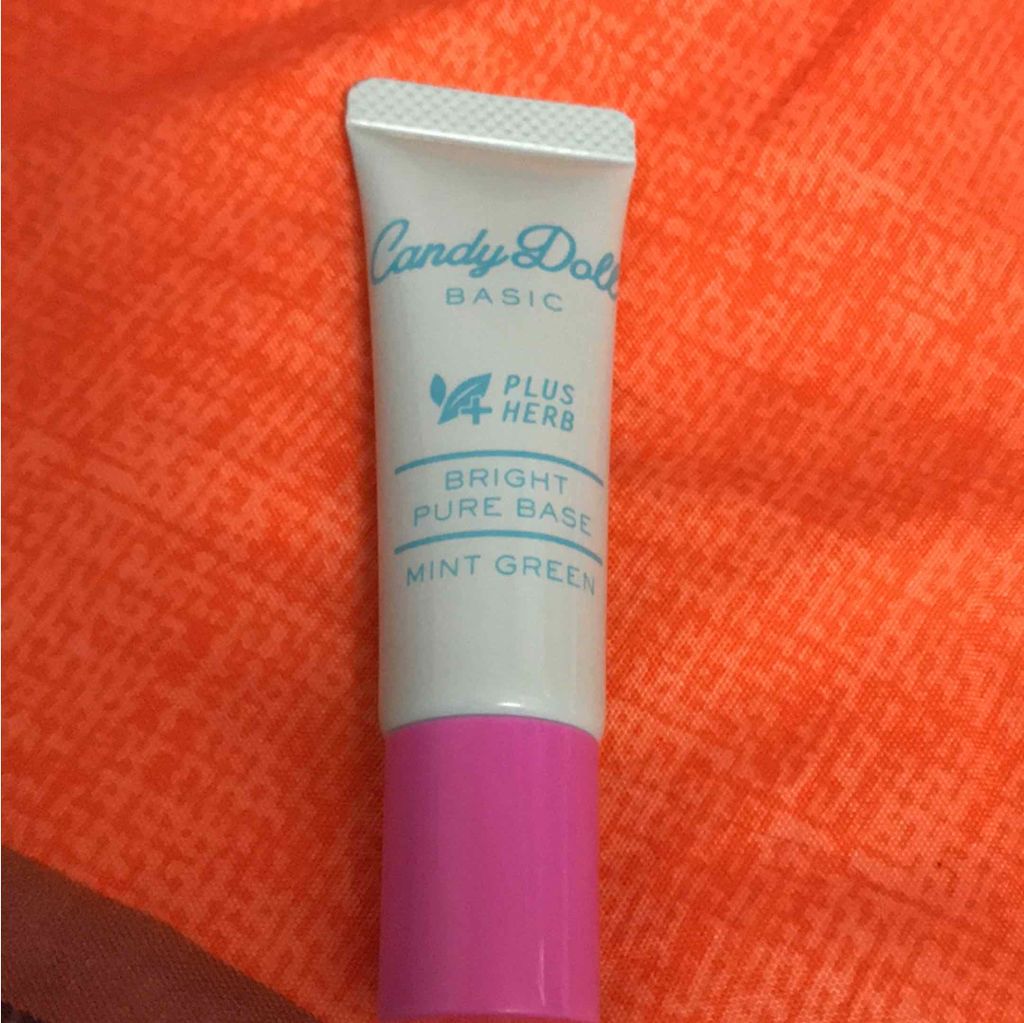 Candy Doll
BASIC
PLUS
HERB
BRIGHT
PURE BASE
MINT GREEN